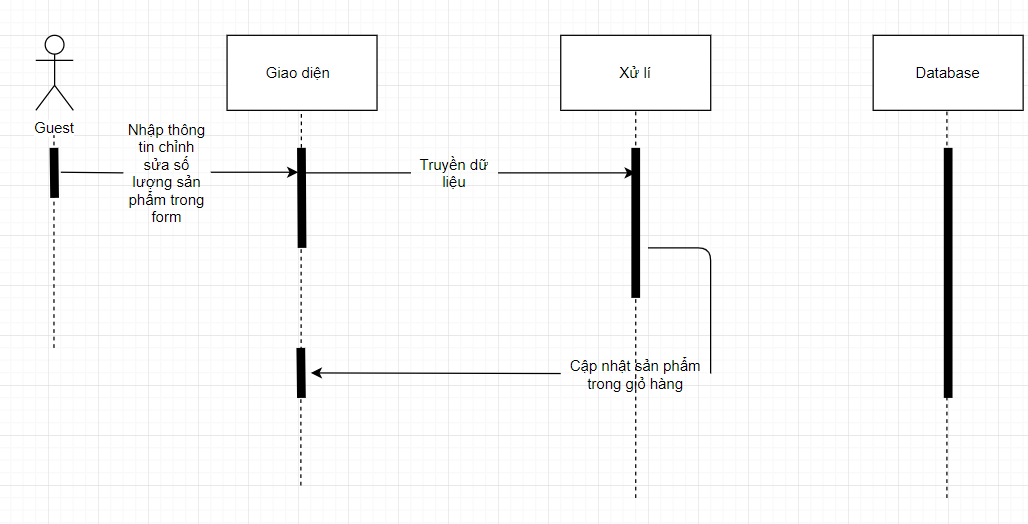 Giao diện
Xử lí
Database
Guest
Nhập thông
tin chỉnh
sửa số
lượng sản
phẩm trong
form
Truyền dữ
liệu
Cập nhật sản phẩm
trong giỏ hàng